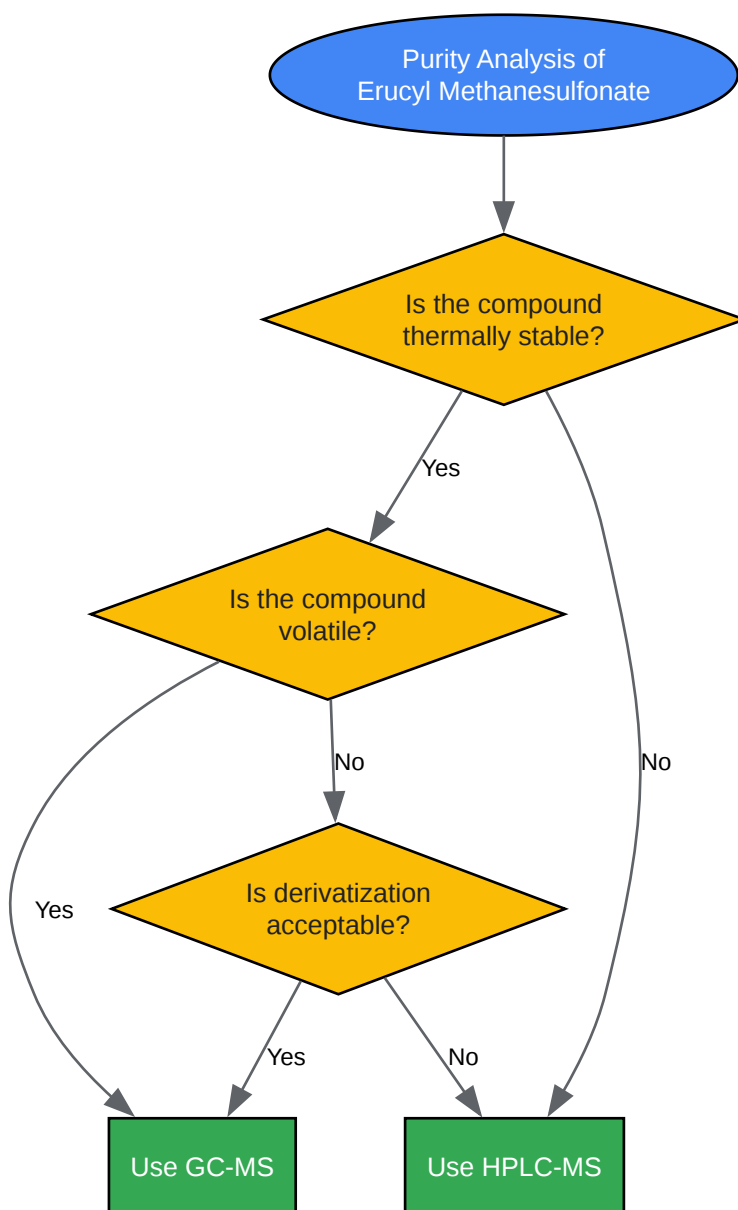 Purity Analysis of
Erucyl Methanesulfonate
Is the compound
thermally stable?
Yes
Is the compound
volatile?
No
No
Is derivatization
acceptable?
Yes
Yes
No
Use GC-MS
Use HPLC-MS